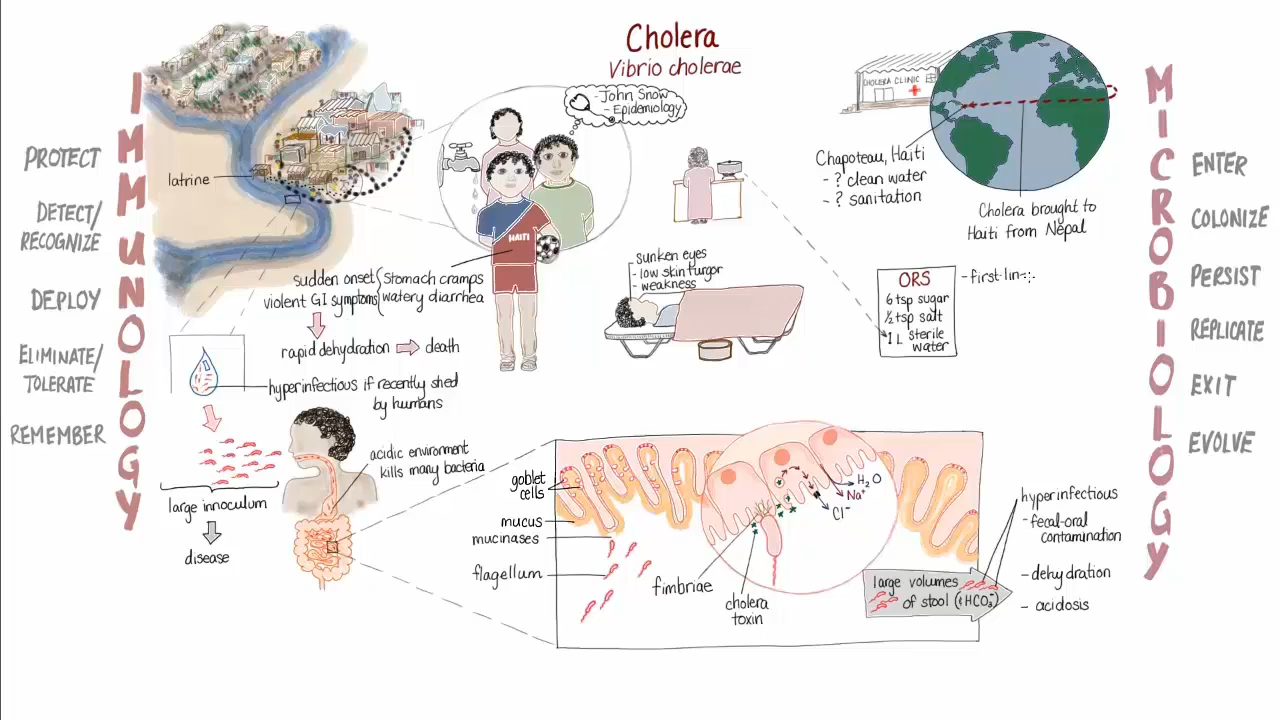 Cholera
Vibrio cholerae
IMMUNOLOGY
PROTECT
DETECT/
RECOGNIZE
DEPLOY
ELIMINATE/
TOLERATE
REMEMBER
MICROBIOLOGY
ENTER
COLONIZE
PERSIST
REPLICATE
EXIT
EVOLVE
latrine
John Snow
-Epidemiology
HAITI
CHOLERA CLINIC
Chapoteau, Haiti
- ? clean water
- ? sanitation
Cholera brought to
Haiti from Nepal
sudden onset
violent GI symptoms
stomach cramps
watery diarrhea
rapid dehydration
death
hyperinfectious if recently shed
by humans
sunken eyes
- low skin turgor
- weakness
ORS
6 tsp sugar
½ tsp salt
1 L sterile
water
- first-lin
large innoculum
disease
acidic environment
kills many bacteria
goblet
cells
mucus
mucinases
flagellum
fimbriae
cholera
toxin
H2O
Na+
Cl-
large volumes
of stool (↑HCO3-)
hyperinfectious
- fecal-oral
contamination
- dehydration
- acidosis